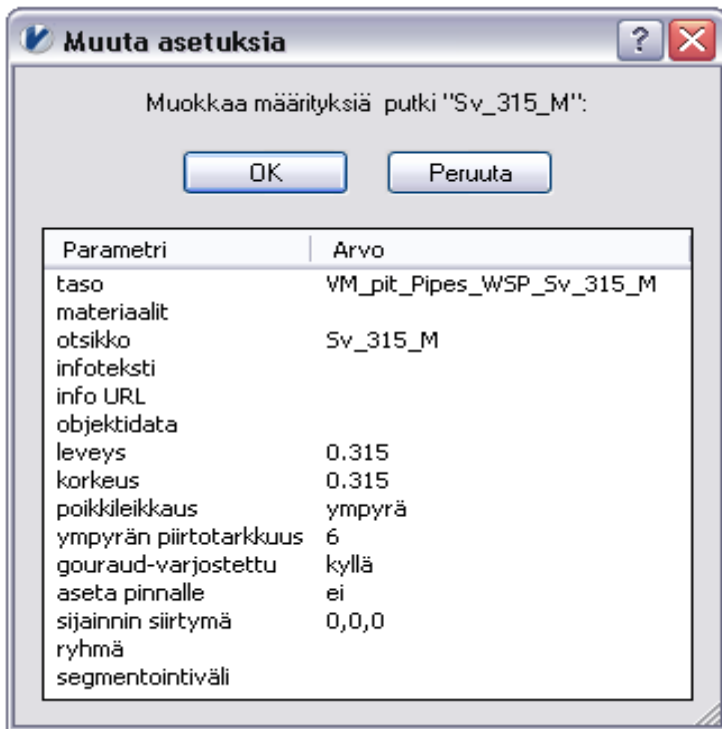 Muuta asetuksia
Muokkaa määrityksiä putki "Sv_315_M":
OK Peruuta
Parametri Arvo
taso VM_pit_Pipes_WSP_Sv_315_M
materiaalit
otsikko Sv_315_M
infoteksti
info URL
objektidata
leveys 0.315
korkeus 0.315
poikkileikkaus ympyrä
ympyrän piirtotarkkuus 6
gouraud-varjostettu kyllä
aseta pinnalle ei
sijainnin siirtymä 0,0,0
ryhmä
segmentointiväli